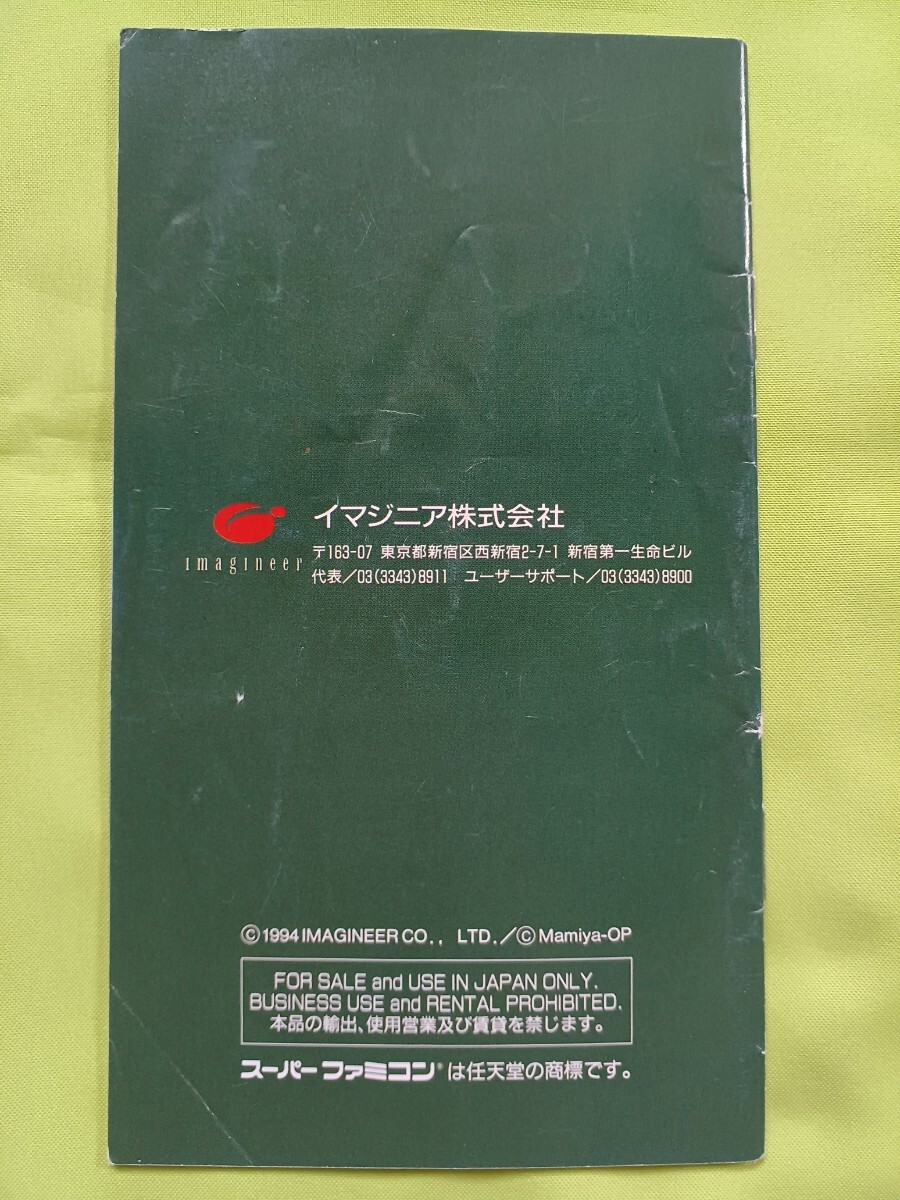 イマジニア株式会社
imagineer
〒163-07 東京都新宿区西新宿2-7-1 新宿第一生命ビル
代表/03(3343)8911 ユーザーサポート/03(3343)8900
©1994 IMAGINEER CO., LTD./©Mamiya-OP
FOR SALE and USE IN JAPAN ONLY.
BUSINESS USE and RENTAL PROHIBITED.
本品の輸出、使用営業及び賃貸を禁じます。
スーパーファミコン®は任天堂の商標です。